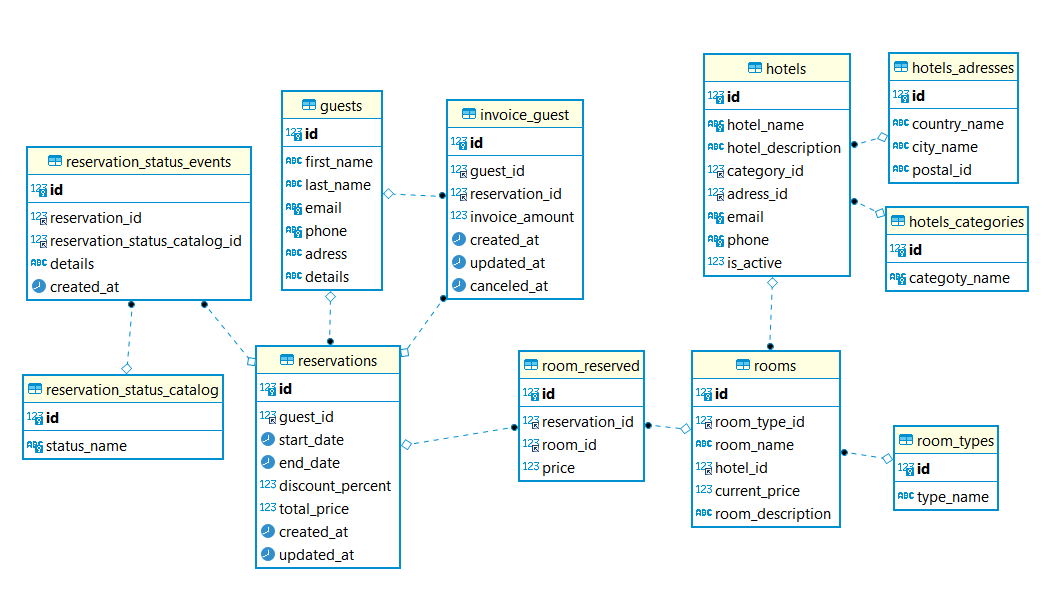 reservation_status_events
id
reservation_id
reservation_status_catalog_id
details
created_at
reservation_status_catalog
id
status_name
guests
id
first_name
last_name
email
phone
adress
details
invoice_guest
id
guest_id
reservation_id
invoice_amount
created_at
updated_at
canceled_at
reservations
id
guest_id
start_date
end_date
discount_percent
total_price
created_at
updated_at
room_reserved
id
reservation_id
room_id
price
hotels
id
hotel_name
hotel_description
category_id
adress_id
email
phone
is_active
hotels_adresses
id
country_name
city_name
postal_id
hotels_categories
id
categoty_name
rooms
id
room_type_id
room_name
hotel_id
current_price
room_description
room_types
id
type_name